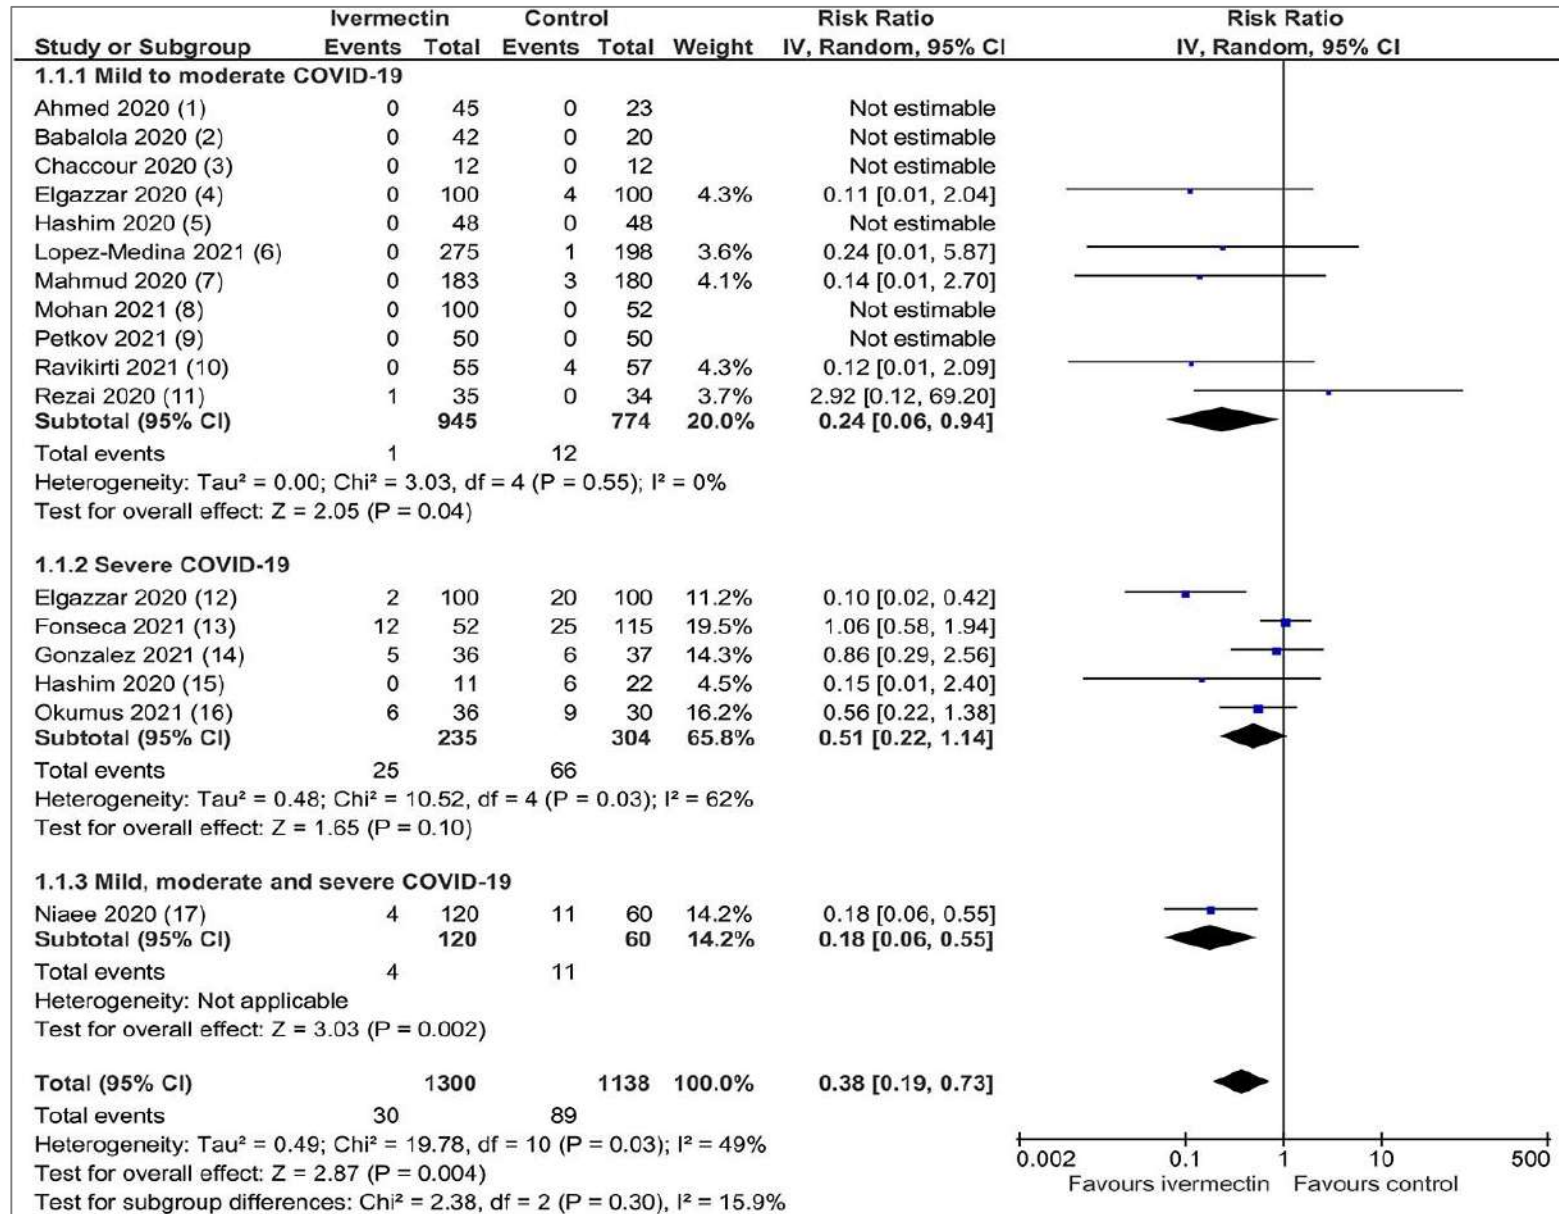 Ivermectin Control Risk Ratio Risk Ratio
Study or Subgroup Events Total Events Total Weight IV, Random, 95% CI IV, Random, 95% CI
1.1.1 Mild to moderate COVID-19
Ahmed 2020 (1) 0 45 0 23 Not estimable
Babalola 2020 (2) 0 42 0 20 Not estimable
Chaccour 2020 (3) 0 12 0 12 Not estimable
Elgazzar 2020 (4) 0 100 4 100 4.3% 0.11 [0.01, 2.04]
Hashim 2020 (5) 0 48 0 48 Not estimable
Lopez-Medina 2021 (6) 0 275 1 198 3.6% 0.24 [0.01, 5.87]
Mahmud 2020 (7) 0 183 3 180 4.1% 0.14 [0.01, 2.70]
Mohan 2021 (8) 0 100 0 52 Not estimable
Petkov 2021 (9) 0 50 0 50 Not estimable
Ravikirti 2021 (10) 0 55 4 57 4.3% 0.12 [0.01, 2.09]
Rezai 2020 (11) 1 35 0 34 3.7% 2.92 [0.12, 69.20]
Subtotal (95% CI) 945 774 20.0% 0.24 [0.06, 0.94]
Total events 1 12
Heterogeneity: Tau² = 0.00; Chi² = 3.03, df = 4 (P = 0.55); I² = 0%
Test for overall effect: Z = 2.05 (P = 0.04)
1.1.2 Severe COVID-19
Elgazzar 2020 (12) 2 100 20 100 11.2% 0.10 [0.02, 0.42]
Fonseca 2021 (13) 12 52 25 115 19.5% 1.06 [0.58, 1.94]
Gonzalez 2021 (14) 5 36 6 37 14.3% 0.86 [0.29, 2.56]
Hashim 2020 (15) 0 11 6 22 4.5% 0.15 [0.01, 2.40]
Okumus 2021 (16) 6 36 9 30 16.2% 0.56 [0.22, 1.38]
Subtotal (95% CI) 235 304 65.8% 0.51 [0.22, 1.14]
Total events 25 66
Heterogeneity: Tau² = 0.48; Chi² = 10.52, df = 4 (P = 0.03); I² = 62%
Test for overall effect: Z = 1.65 (P = 0.10)
1.1.3 Mild, moderate and severe COVID-19
Niaee 2020 (17) 4 120 11 60 14.2% 0.18 [0.06, 0.55]
Subtotal (95% CI) 120 60 14.2% 0.18 [0.06, 0.55]
Total events 4 11
Heterogeneity: Not applicable
Test for overall effect: Z = 3.03 (P = 0.002)
Total (95% CI) 1300 1138 100.0% 0.38 [0.19, 0.73]
Total events 30 89
Heterogeneity: Tau² = 0.49; Chi² = 19.78, df = 10 (P = 0.03); I² = 49%
Test for overall effect: Z = 2.87 (P = 0.004)
Test for subgroup differences: Chi² = 2.38, df = 2 (P = 0.30), I² = 15.9%
0.002 0.1 1 10 500
Favours ivermectin Favours control